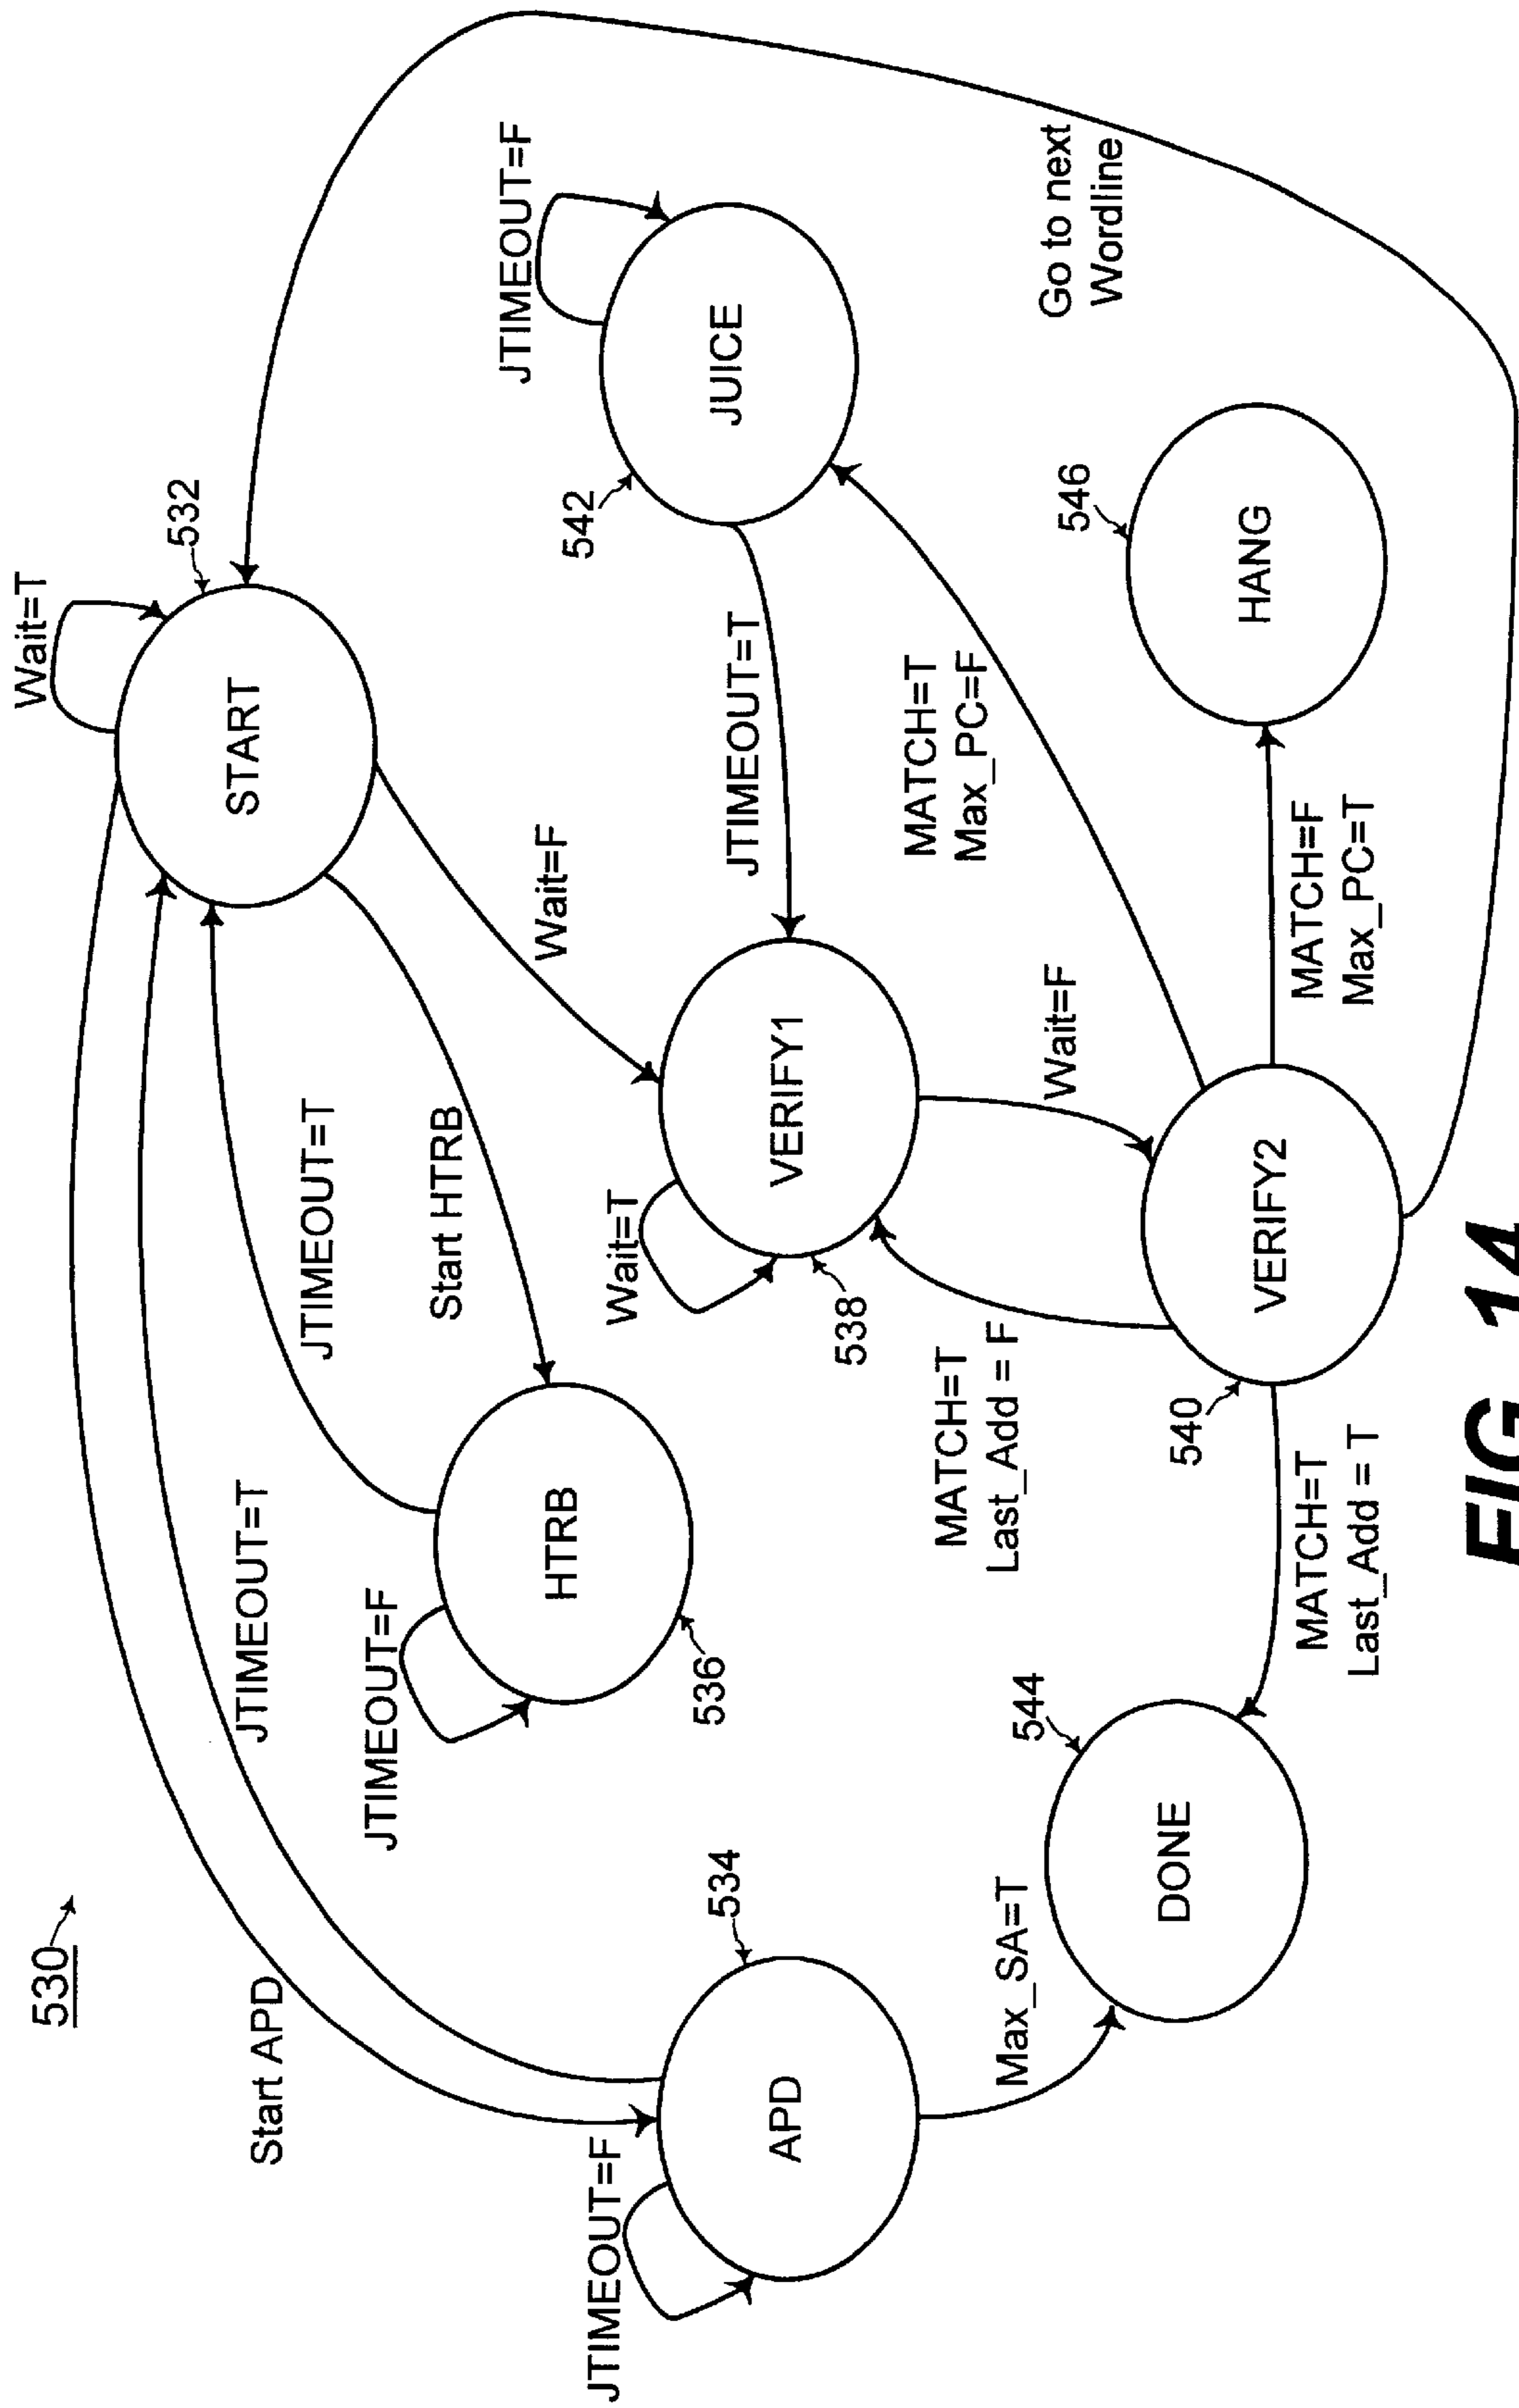 530
Wait=T
532
START
Start APD
JTIMEOUT=T
JTIMEOUT=T
Start HTRB
Wait=F
JTIMEOUT=F
JUICE
542
JTIMEOUT=F
HTRB
536
JTIMEOUT=T
JTIMEOUT=F
APD
534
Wait=T
VERIFY1
538
MATCH=T
Max_PC=F
Go to next
Wordline
Max_SA=T
DONE
544
MATCH=T
Last_Add = F
Wait=F
HANG
546
540
VERIFY2
MATCH=T
Last_Add = T
MATCH=F
Max_PC=T
FIG. 14